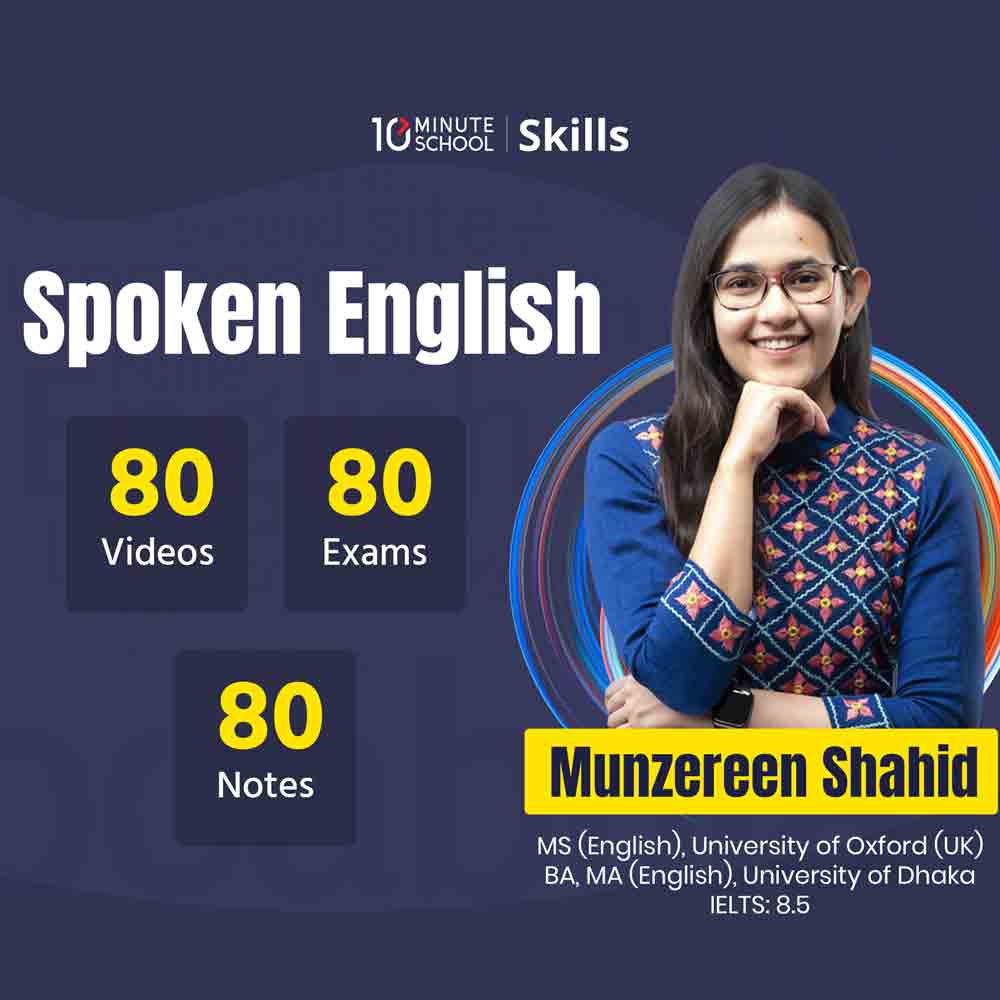 10 MINUTE SCHOOL | Skills
Spoken English
80
Videos
80
Exams
80
Notes
Munzereen Shahid
MS (English), University of Oxford (UK)
BA, MA (English), University of Dhaka
IELTS: 8.5